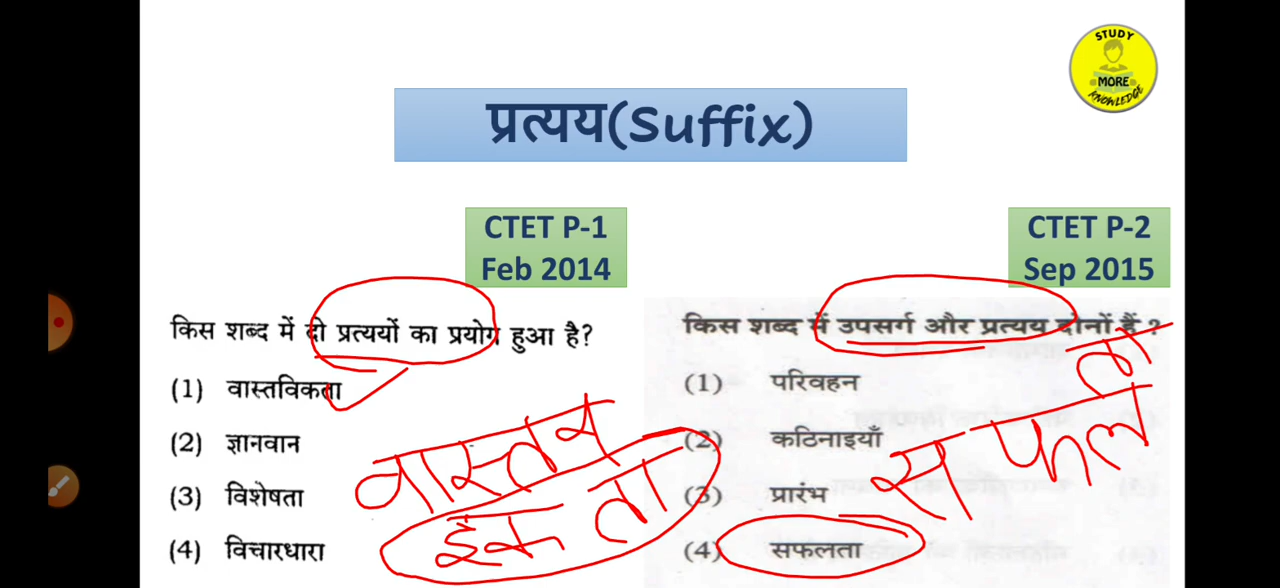 STUDY
MORE
KNOWLEDGE
प्रत्यय(Suffix)
CTET P-1
Feb 2014
CTET P-2
Sep 2015
किस शब्द में दो प्रत्ययों का प्रयोग हुआ है?
(1) वास्तविकता
(2) ज्ञानवान
(3) विशेषता
(4) विचारधारा
वास्तव
इक ता
किस शब्द में उपसर्ग और प्रत्यय दोनों हैं ?
(1) परिवहन
(2) कठिनाइयाँ
(3) प्रारंभ
(4) सफलता
स फल ता